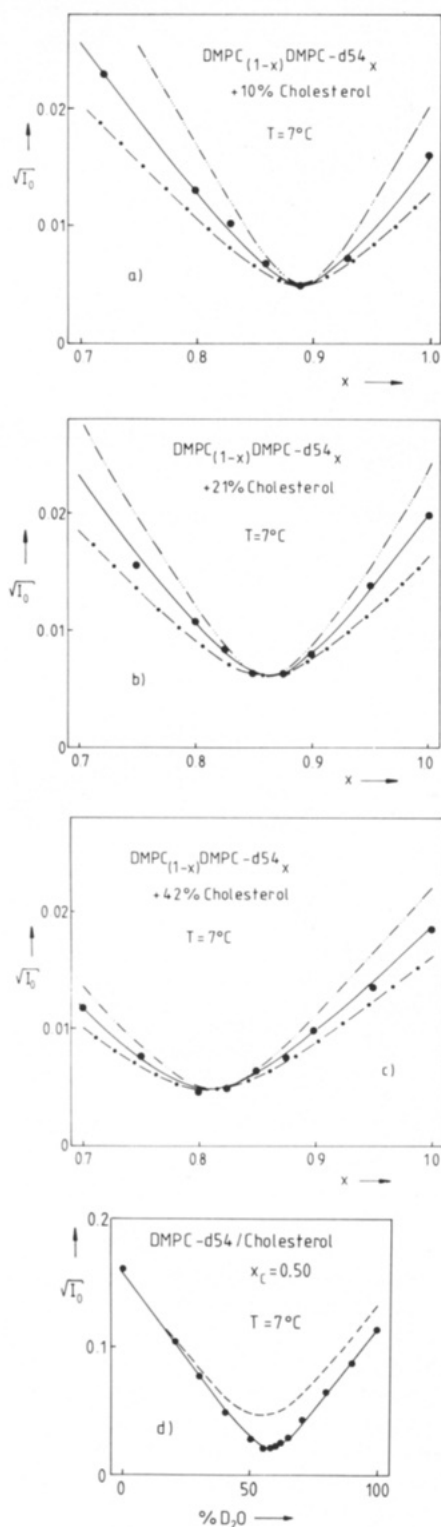 DMPC(1-x)DMPC-d54x
+10% Cholesterol
T=7°C
0.02
√I0
0.01
a)
0
0.7 0.8 0.9 1.0
x
DMPC(1-x)DMPC-d54x
+21% Cholesterol
T=7°C
0.02
√I0
0.01
b)
0
0.7 0.8 0.9 1.0
x
DMPC(1-x)DMPC-d54x
+42% Cholesterol
T=7°C
0.02
√I0
0.01
c)
0
0.7 0.8 0.9 1.0
x
0.2
DMPC-d54/Cholesterol
xC=0.50
√I0
T=7°C
0.1
d)
0
0 50 100
% D2O